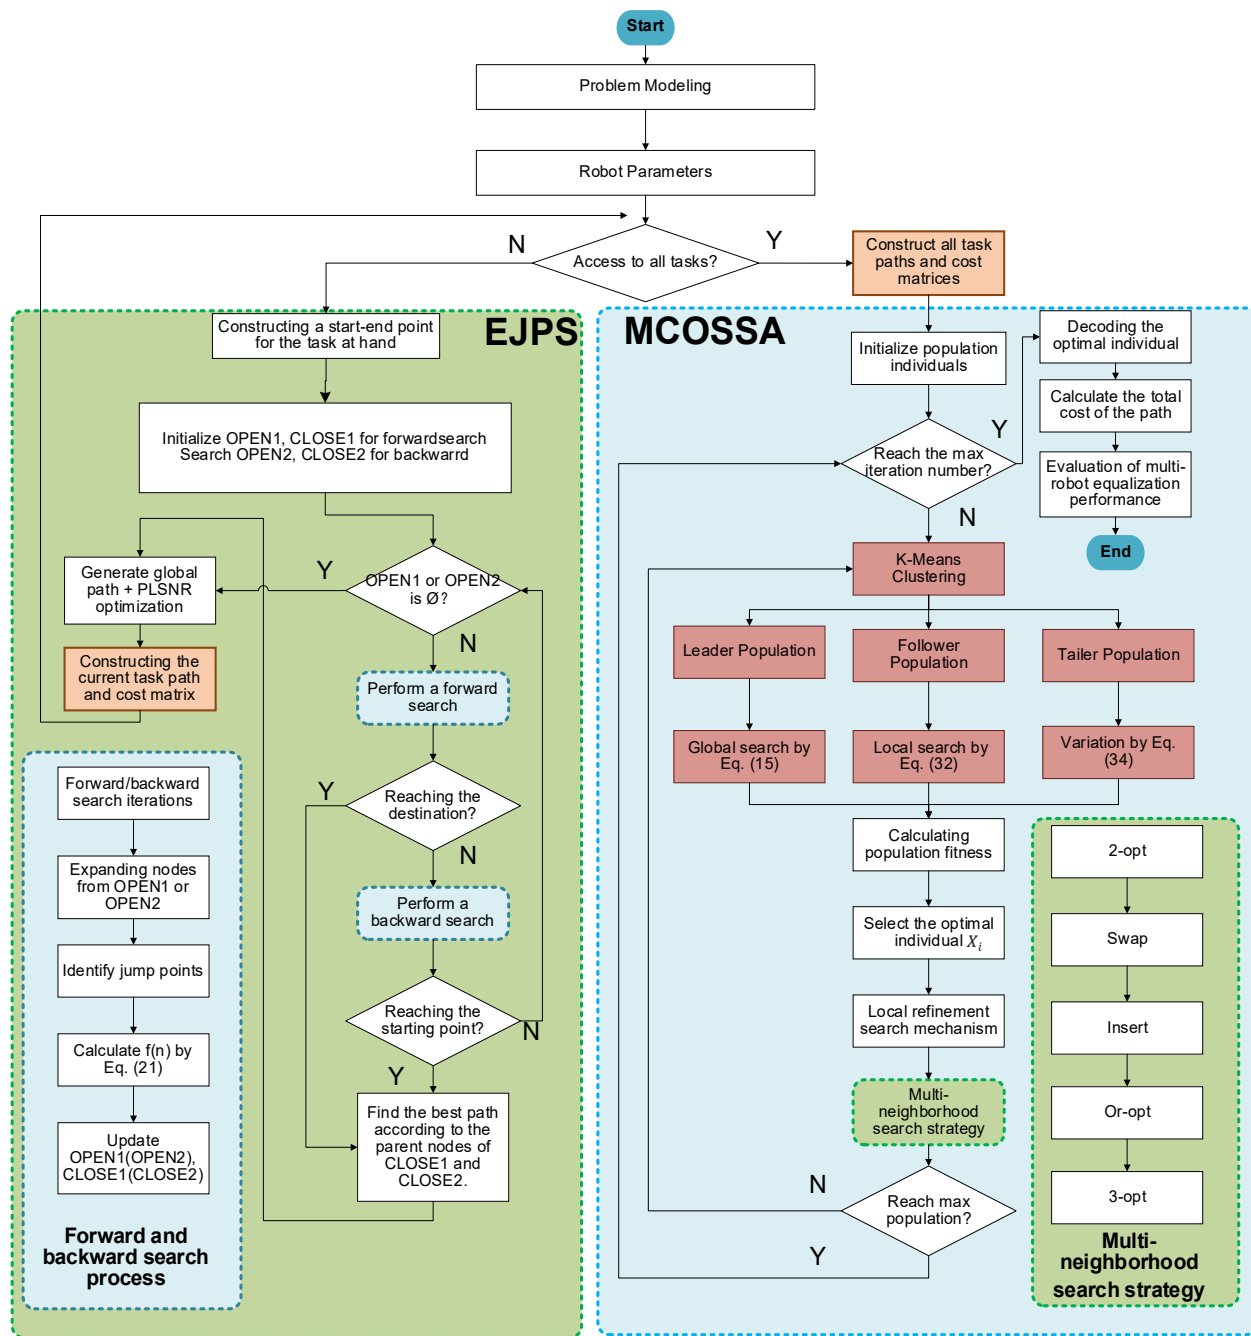 Start
Problem Modeling
Robot Parameters
Access to all tasks?
N
Y
Construct all task
paths and cost
matrices
EJPS
Constructing a start-end point
for the task at hand
Initialize OPEN1, CLOSE1 for forwardsearch
Search OPEN2, CLOSE2 for backwarrd
OPEN1 or OPEN2
is Ø?
Y
N
Generate global
path + PLSNR
optimization
Constructing the
current task path
and cost matrix
Perform a forward
search
Reaching the
destination?
Y
N
Perform a
backward search
Reaching the
starting point?
N
Y
Find the best path
according to the
parent nodes of
CLOSE1 and
CLOSE2.
Forward/backward
search iterations
Expanding nodes
from OPEN1 or
OPEN2
Identify jump points
Calculate f(n) by
Eq. (21)
Update
OPEN1(OPEN2),
CLOSE1(CLOSE2)
Forward and
backward search
process
MCOSSA
Initialize population
individuals
Reach the max
iteration number?
Y
N
Decoding the
optimal individual
Calculate the total
cost of the path
Evaluation of multi-
robot equalization
performance
End
K-Means
Clustering
Leader Population
Follower
Population
Tailer Population
Global search by
Eq. (15)
Local search by
Eq. (32)
Variation by Eq.
(34)
Calculating
population fitness
Select the optimal
individual Xᵢ
Local refinement
search mechanism
Multi-
neighborhood
search strategy
Reach max
population?
N
Y
2-opt
Swap
Insert
Or-opt
3-opt
Multi-
neighborhood
search strategy